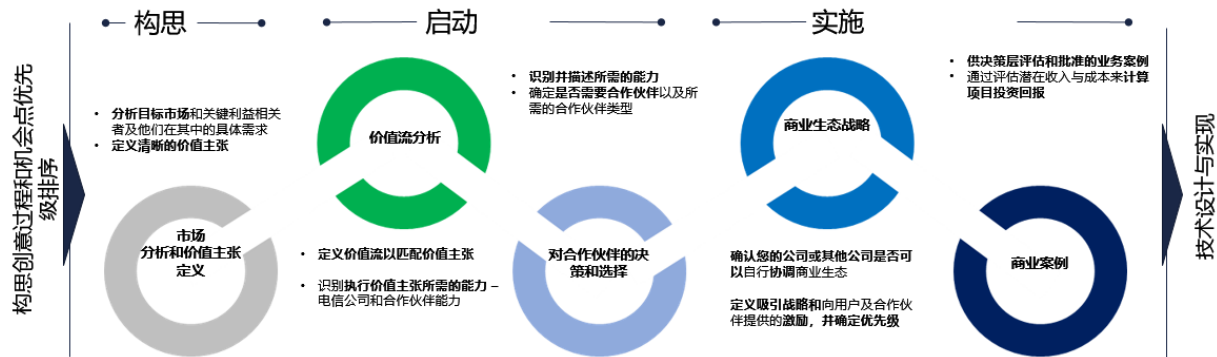 构思
启动
实施
构思创意过程和机会点优先
级排序
• 分析目标市场和关键利益相关
者及他们在其中的具体需求
• 定义清晰的价值主张
市场
分析和价值主张
定义
价值流分析
• 定义价值流以匹配价值主张
• 识别执行价值主张所需的能力 –
电信公司和合作伙伴能力
• 识别并描述所需的能力
• 确定是否需要合作伙伴以及所
需的合作伙伴类型
对合作伙伴的决
策和选择
商业生态战略
确认您的公司或其他公司是否可
以自行协调商业生态
定义吸引战略和向用户及合作伙
伴提供的激励，并确定优先级
• 供决策层评估和批准的业务案例
• 通过评估潜在收入与成本来计算
项目投资回报
商业案例
技术设计与实现